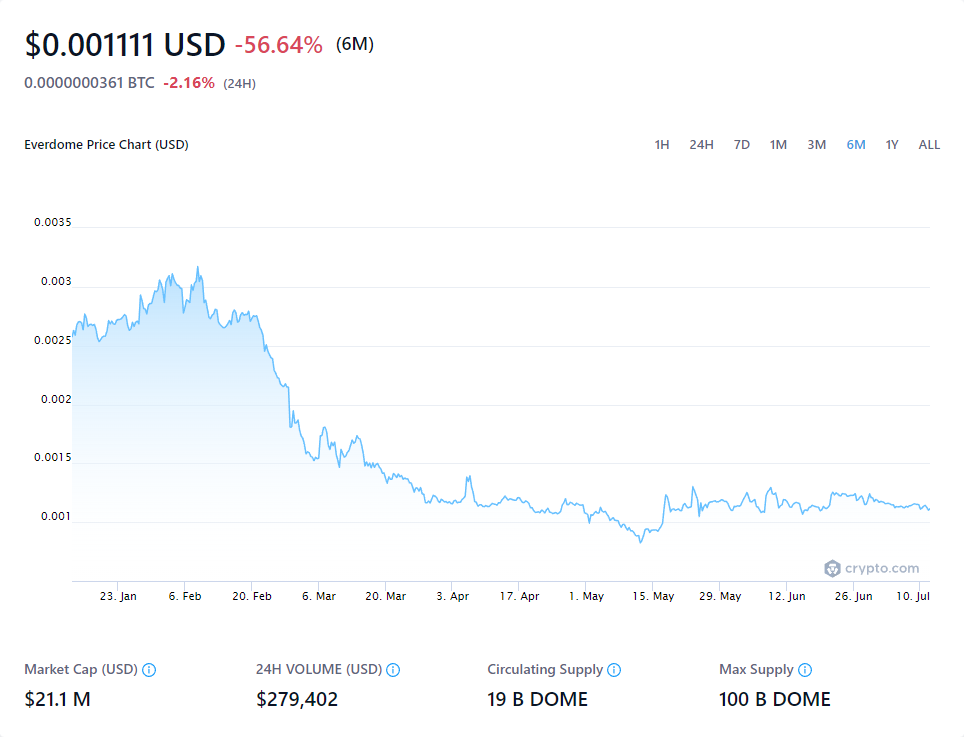 $0.001111 USD -56.64% (6M)
0.0000000361 BTC -2.16% (24H)
Everdome Price Chart (USD) 1H 24H 7D 1M 3M 6M 1Y ALL
0.0035
0.003
0.0025
0.002
0.0015
0.001
crypto.com
23. Jan 6. Feb 20. Feb 6. Mar 20. Mar 3. Apr 17. Apr 1. May 15. May 29. May 12. Jun 26. Jun 10. Jul
Market Cap (USD) 24H VOLUME (USD) Circulating Supply Max Supply
$21.1 M $279,402 19 B DOME 100 B DOME